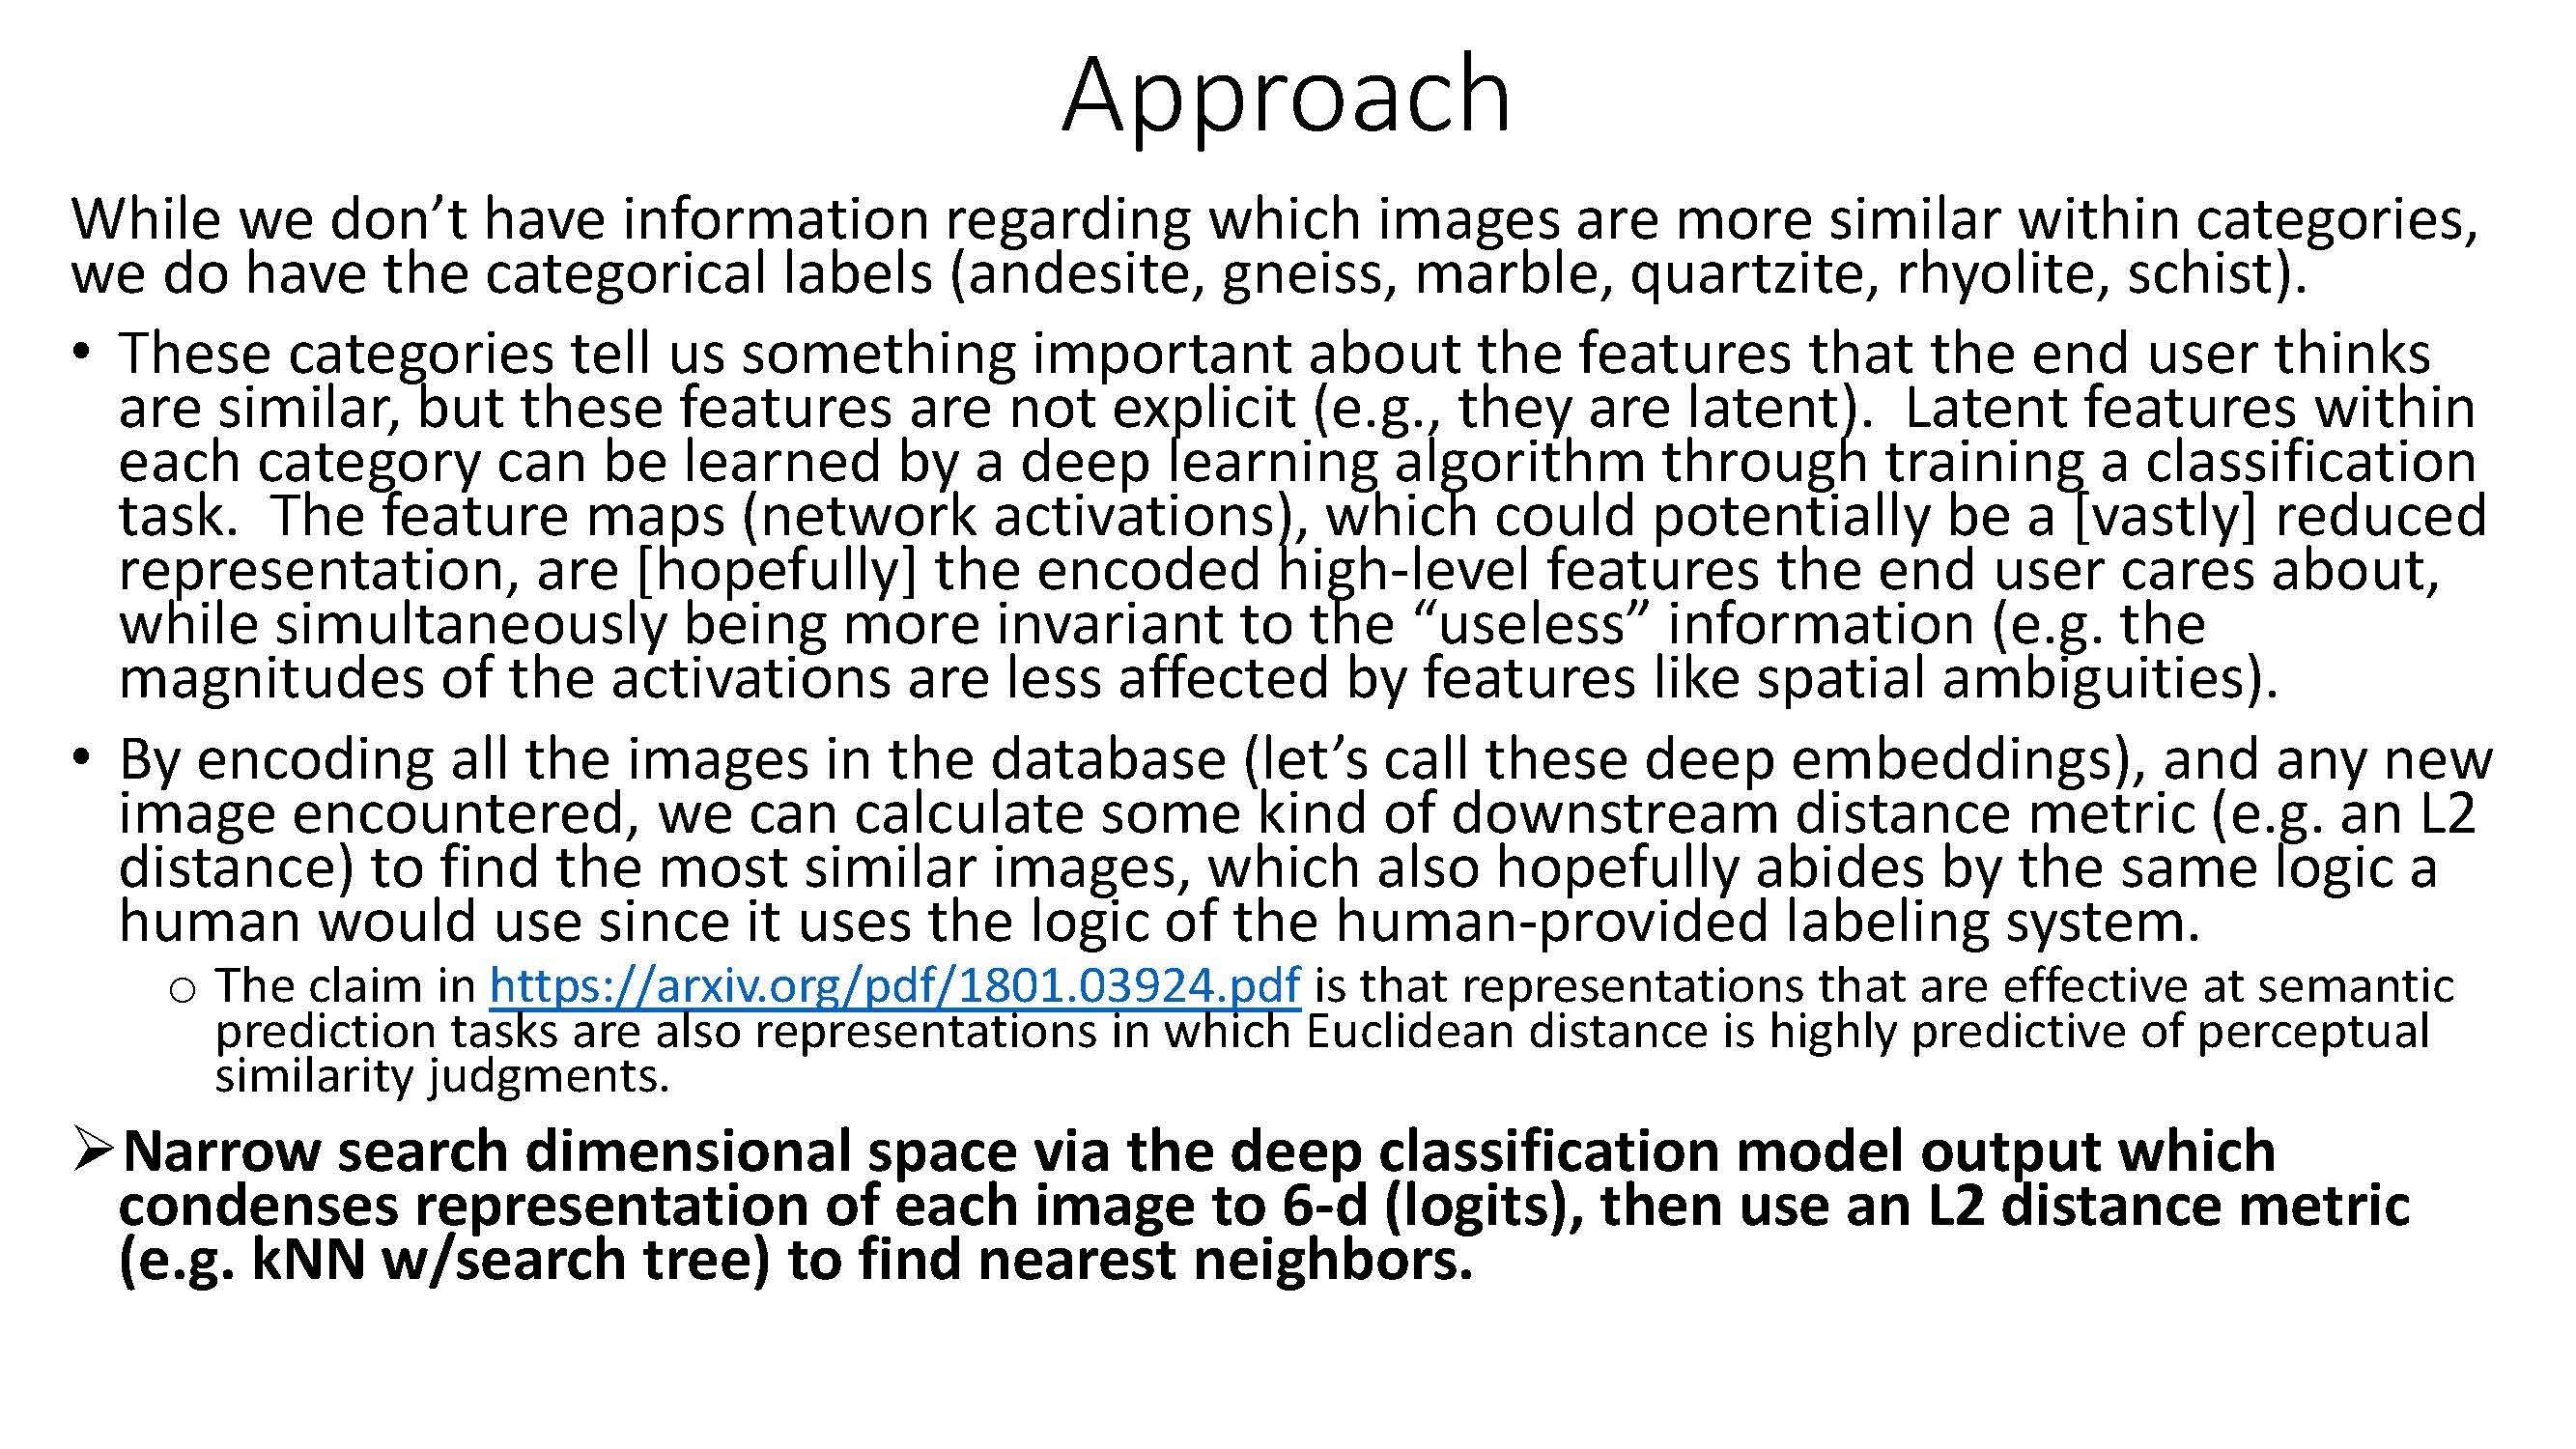 Approach
While we don’t have information regarding which images are more similar within categories,
we do have the categorical labels (andesite, gneiss, marble, quartzite, rhyolite, schist).
• These categories tell us something important about the features that the end user thinks
are similar, but these features are not explicit (e.g., they are latent).  Latent features within
each category can be learned by a deep learning algorithm through training a classification
task.  The feature maps (network activations), which could potentially be a [vastly] reduced
representation, are [hopefully] the encoded high-level features the end user cares about,
while simultaneously being more invariant to the “useless” information (e.g. the
magnitudes of the activations are less affected by features like spatial ambiguities).
• By encoding all the images in the database (let’s call these deep embeddings), and any new
image encountered, we can calculate some kind of downstream distance metric (e.g. an L2
distance) to find the most similar images, which also hopefully abides by the same logic a
human would use since it uses the logic of the human-provided labeling system.
o The claim in https://arxiv.org/pdf/1801.03924.pdf is that representations that are effective at semantic
prediction tasks are also representations in which Euclidean distance is highly predictive of perceptual
similarity judgments.
➢Narrow search dimensional space via the deep classification model output which
condenses representation of each image to 6-d (logits), then use an L2 distance metric
(e.g. kNN w/search tree) to find nearest neighbors.